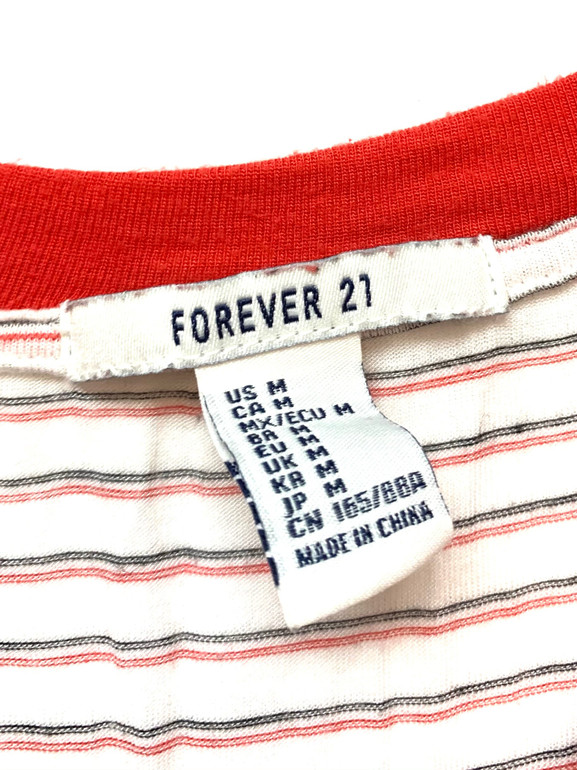 FOREVER 21
US M
CA M
MX/ECU M
BR M
EU M
UK M
KR M
JP M
CN 165/88A
MADE IN CHINA